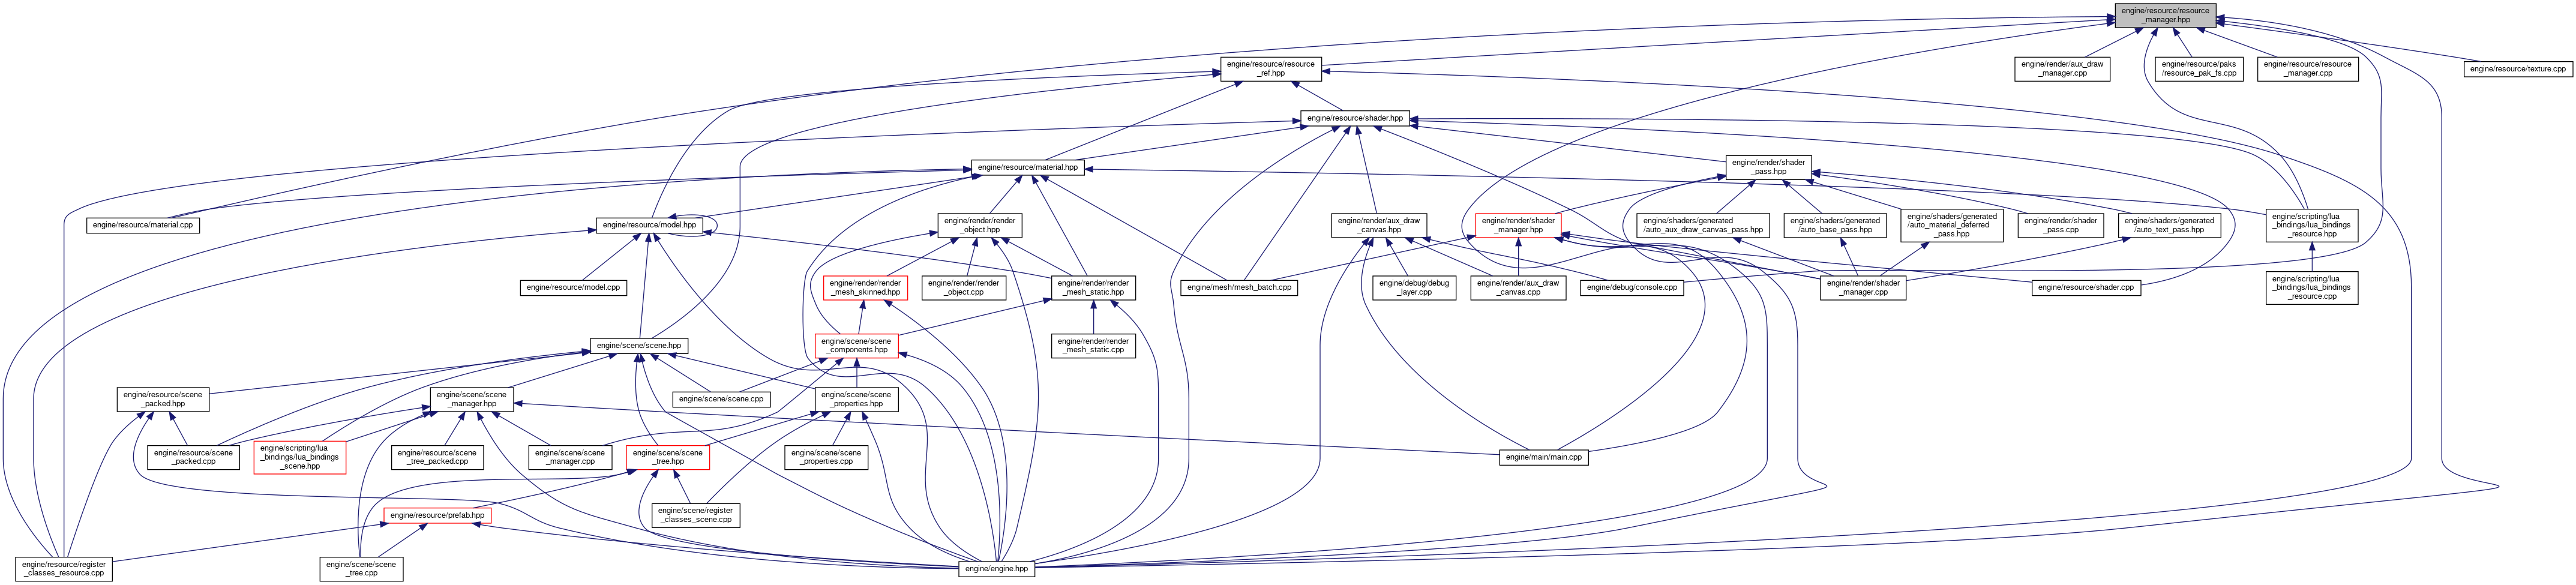 engine/resource/resource
_manager.hpp
engine/resource/resource
_ref.hpp
engine/render/aux_draw
_manager.cpp
engine/resource/paks
/resource_pak_fs.cpp
engine/resource/resource
_manager.cpp
engine/resource/texture.cpp
engine/resource/shader.hpp
engine/resource/material.hpp
engine/render/shader
_pass.hpp
engine/resource/material.cpp
engine/resource/model.hpp
engine/render/render
_object.hpp
engine/render/aux_draw
_canvas.hpp
engine/render/shader
_manager.hpp
engine/shaders/generated
/auto_aux_draw_canvas_pass.hpp
engine/shaders/generated
/auto_base_pass.hpp
engine/shaders/generated
/auto_material_deferred
_pass.hpp
engine/render/shader
_pass.cpp
engine/shaders/generated
/auto_text_pass.hpp
engine/scripting/lua
_bindings/lua_bindings
_resource.hpp
engine/resource/model.cpp
engine/render/render
_mesh_skinned.hpp
engine/render/render
_object.cpp
engine/render/render
_mesh_static.hpp
engine/mesh/mesh_batch.cpp
engine/debug/debug
_layer.cpp
engine/render/aux_draw
_canvas.cpp
engine/debug/console.cpp
engine/render/shader
_manager.cpp
engine/resource/shader.cpp
engine/scripting/lua
_bindings/lua_bindings
_resource.cpp
engine/scene/scene.hpp
engine/scene/scene
_components.hpp
engine/render/render
_mesh_static.cpp
engine/resource/scene
_packed.hpp
engine/scene/scene
_manager.hpp
engine/scene/scene.cpp
engine/scene/scene
_properties.hpp
engine/resource/scene
_packed.cpp
engine/scripting/lua
_bindings/lua_bindings
_scene.hpp
engine/resource/scene
_tree_packed.cpp
engine/scene/scene
_manager.cpp
engine/scene/scene
_tree.hpp
engine/scene/scene
_properties.cpp
engine/main/main.cpp
engine/resource/prefab.hpp
engine/scene/register
_classes_scene.cpp
engine/resource/register
_classes_resource.cpp
engine/scene/scene
_tree.cpp
engine/engine.hpp